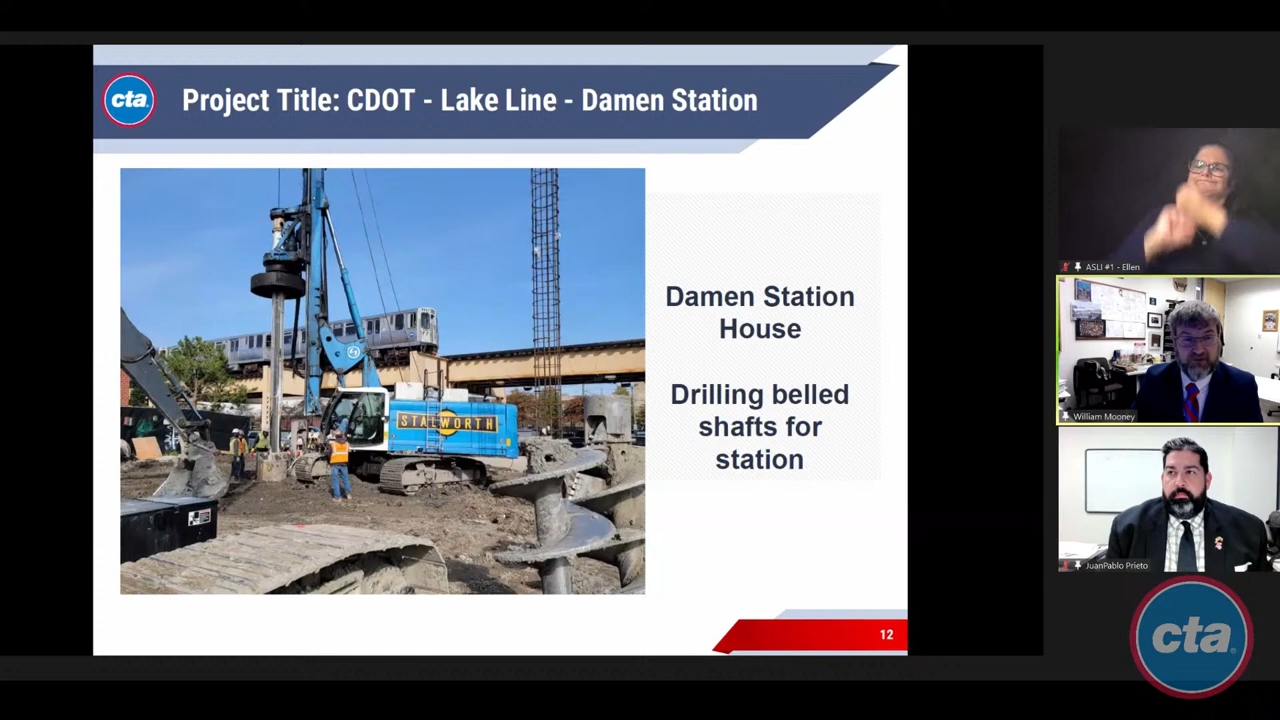 cta
Project Title: CDOT - Lake Line - Damen Station
STALWORTH
Damen Station
House
Drilling belled
shafts for
station
12
ASLI #1 - Ellen
William Mooney
JuanPablo Prieto
cta